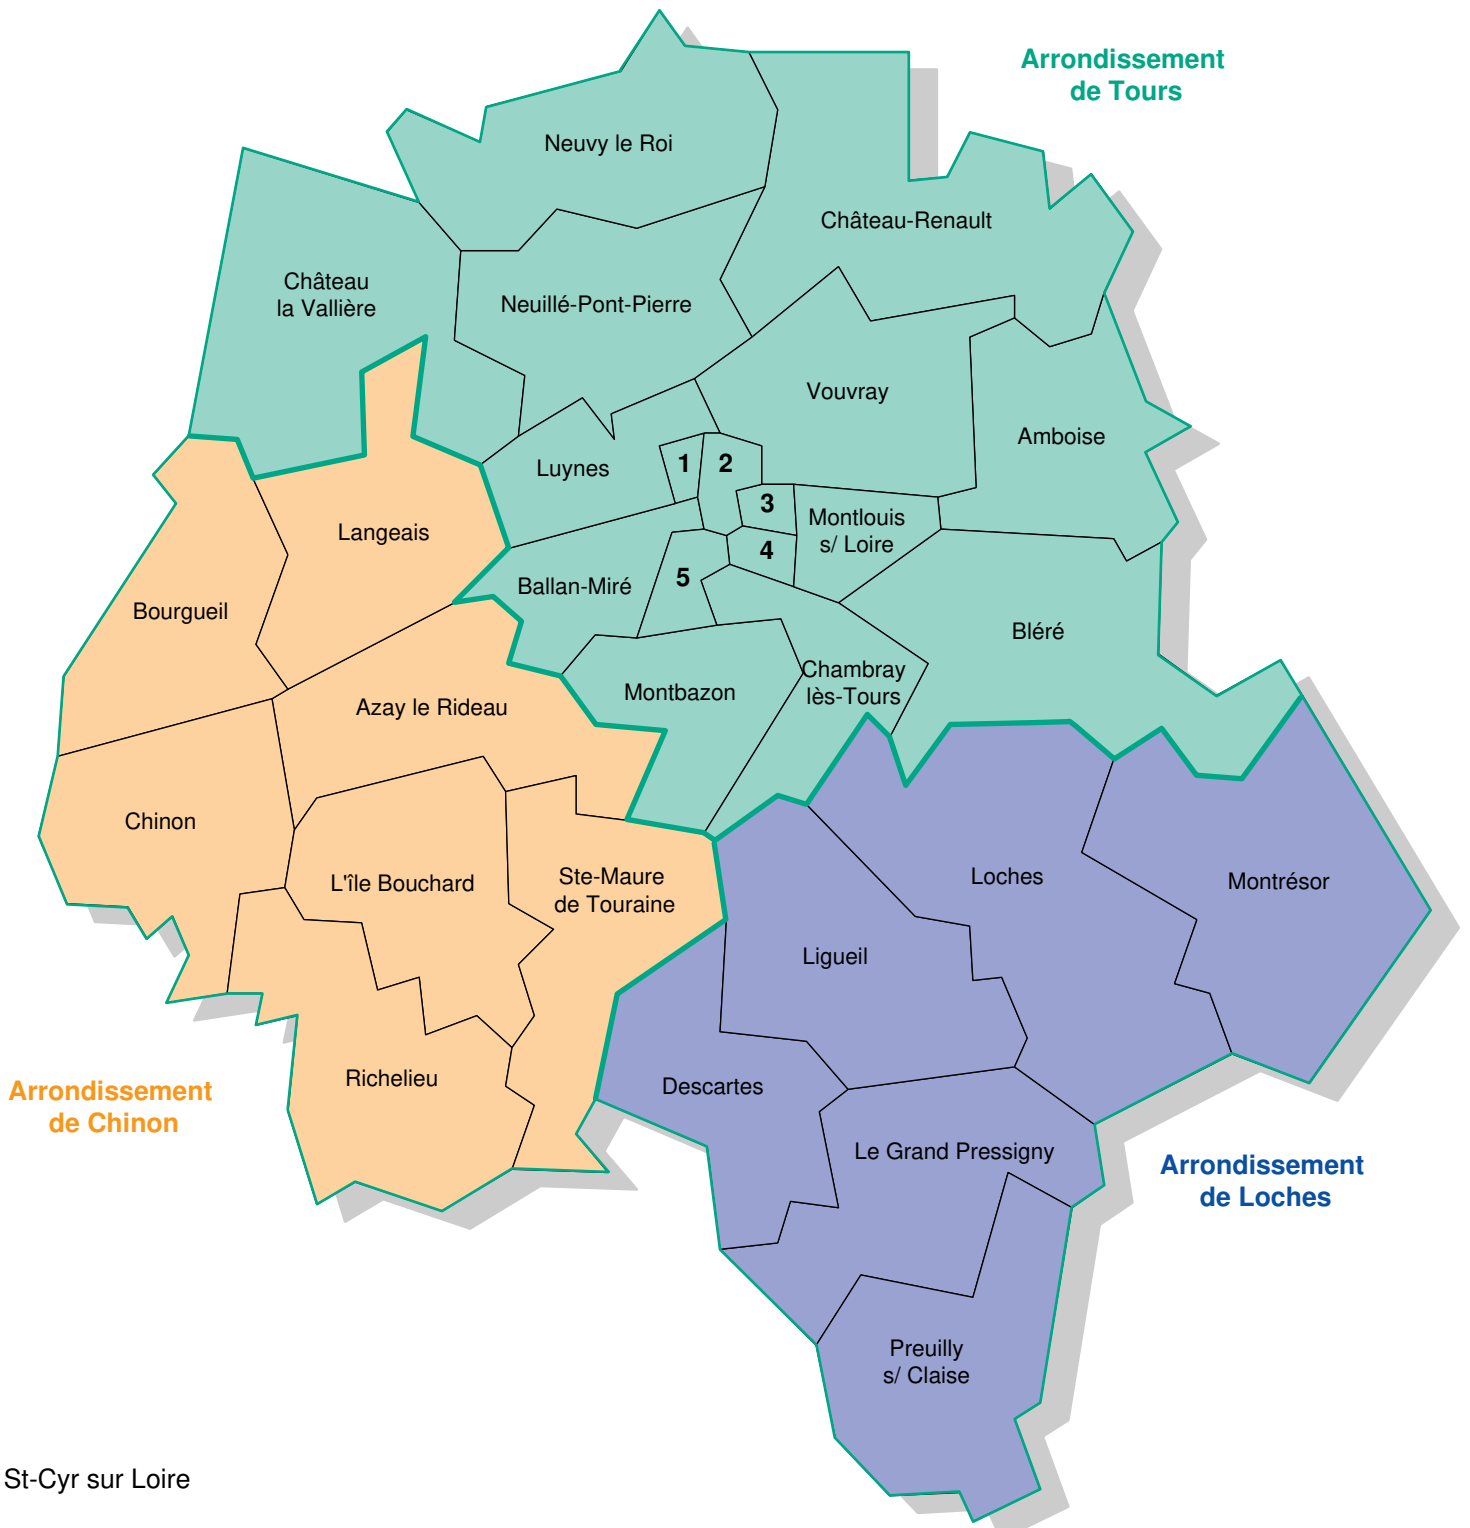 Arrondissement
de Tours
Neuvy le Roi
Château-Renault
Château
la Vallière
Neuillé-Pont-Pierre
Vouvray
Amboise
Luynes
1
2
3
Montlouis
s/ Loire
Langeais
4
5
Ballan-Miré
Bourgueil
Bléré
Chambray
lès-Tours
Montbazon
Azay le Rideau
Chinon
L'île Bouchard
Ste-Maure
de Touraine
Loches
Montrésor
Ligueil
Richelieu
Descartes
Arrondissement
de Chinon
Le Grand Pressigny
Arrondissement
de Loches
Preuilly
s/ Claise
St-Cyr sur Loire